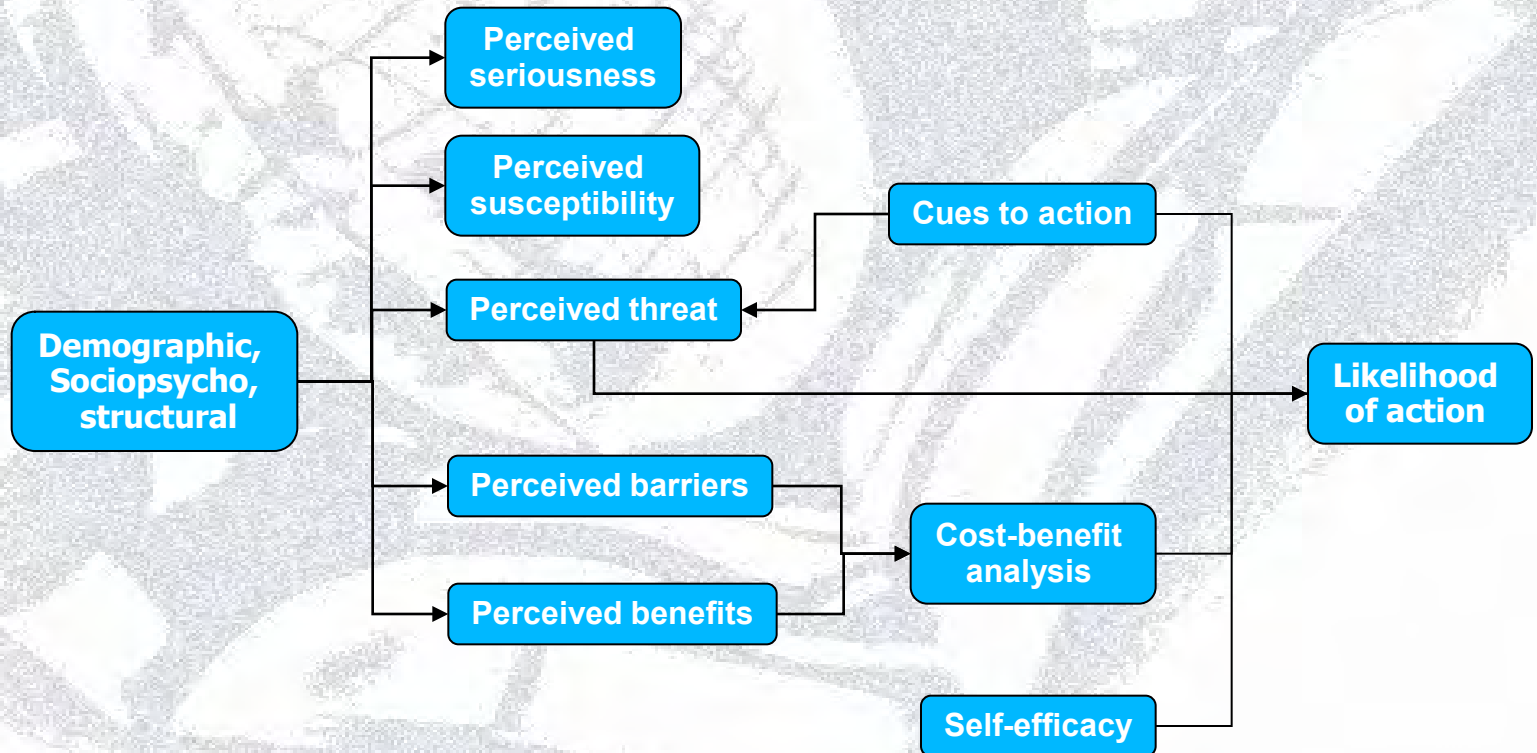 Perceived
seriousness
Perceived
susceptibility
Cues to action
Perceived threat
Demographic,
Sociopsycho,
structural
Likelihood
of action
Perceived barriers
Cost-benefit
analysis
Perceived benefits
Self-efficacy